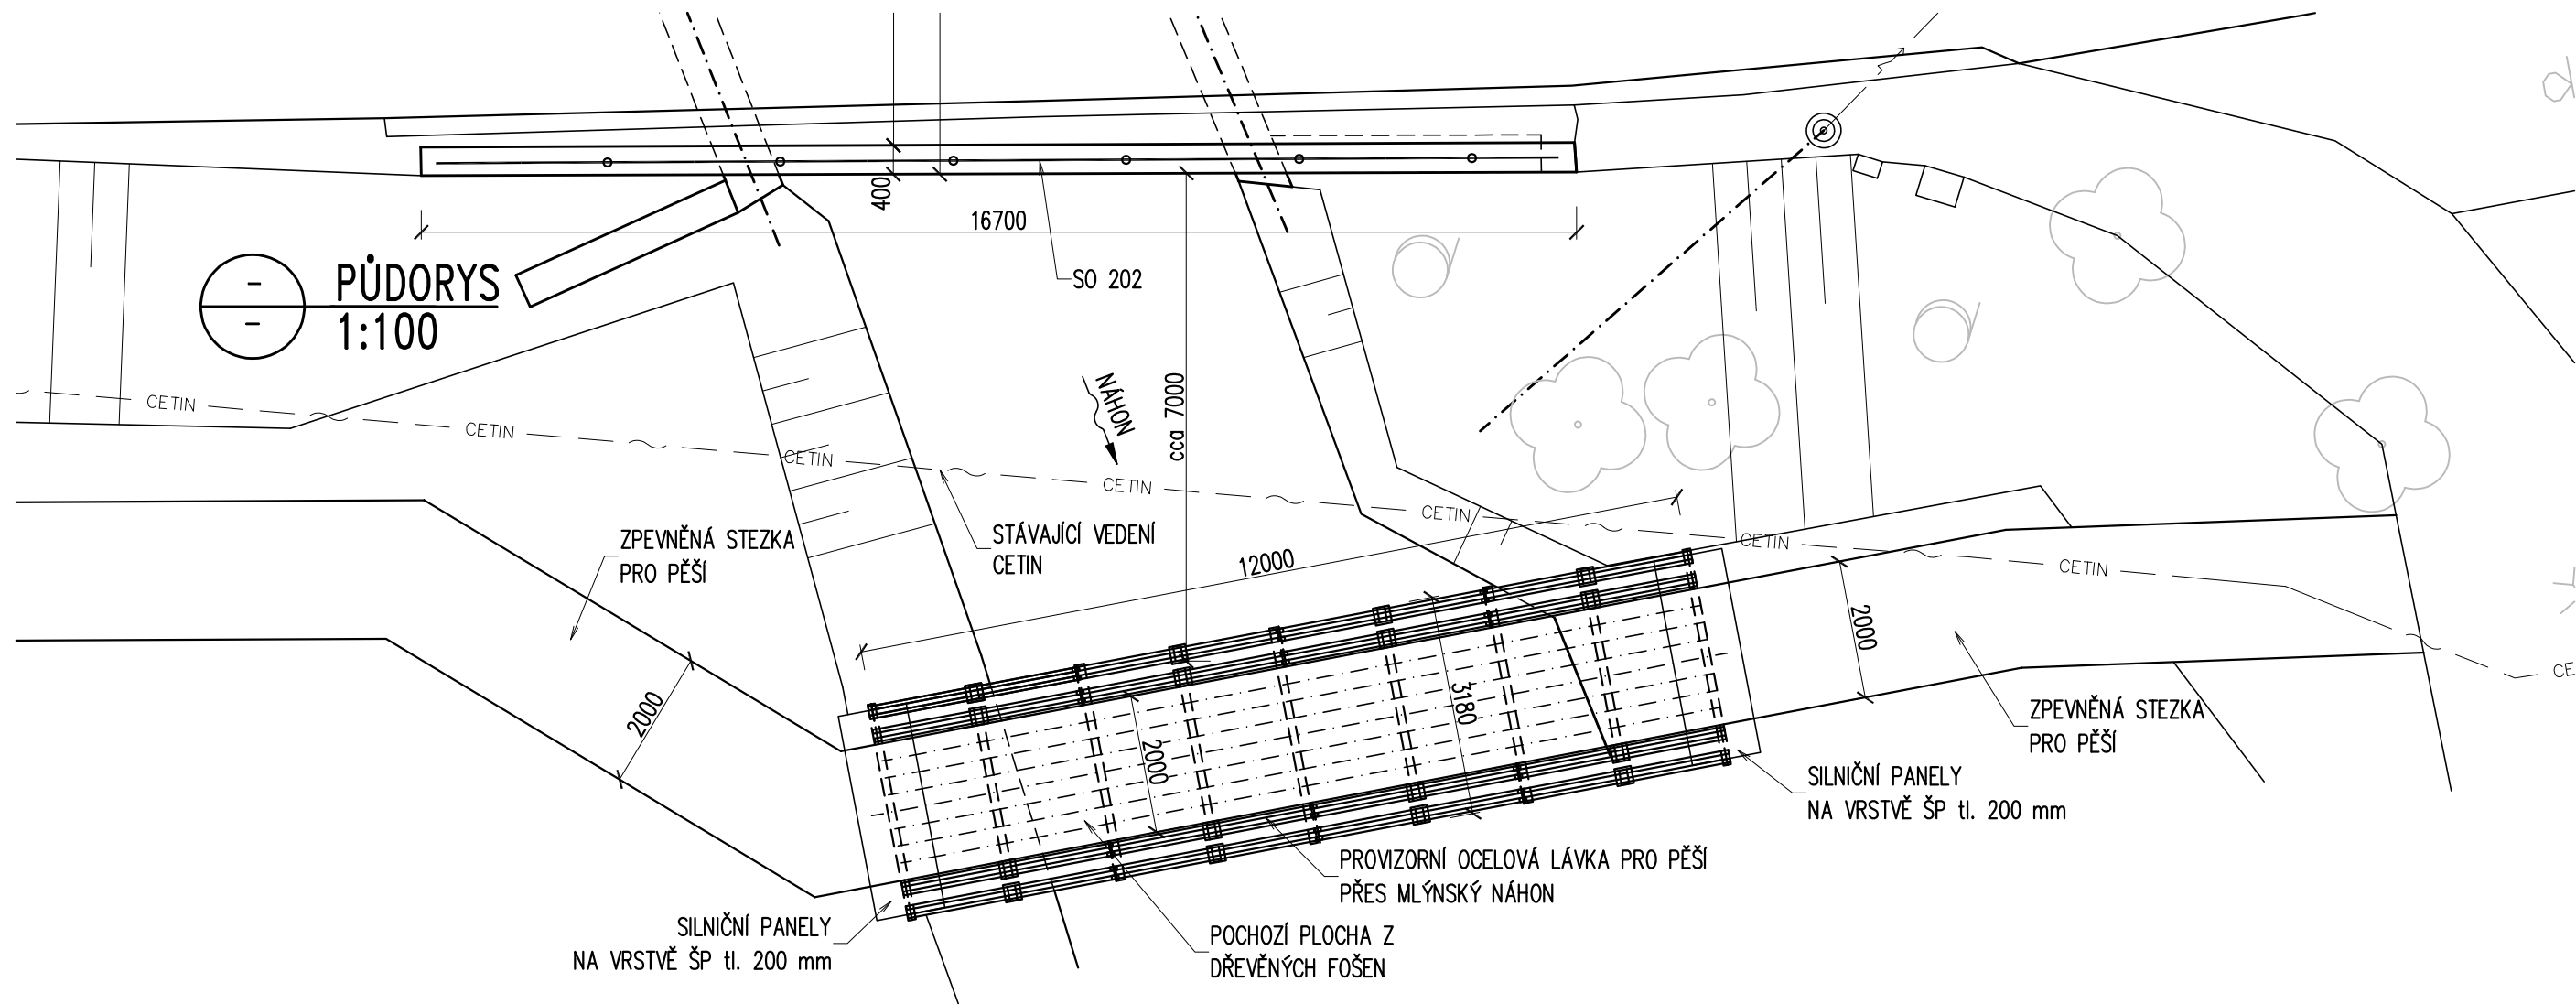 400
16700
SO 202
-
-
PŮDORYS
1:100
CETIN
CETIN
CETIN
CETIN
CETIN
CETIN
CETIN
CE
NÁHON
cca 7000
ZPEVNĚNÁ STEZKA
PRO PĚŠÍ
STÁVAJÍCÍ VEDENÍ
CETIN
12000
2000
2000
3180
2000
ZPEVNĚNÁ STEZKA
PRO PĚŠÍ
SILNIČNÍ PANELY
NA VRSTVĚ ŠP tl. 200 mm
PROVIZORNÍ OCELOVÁ LÁVKA PRO PĚŠÍ
PŘES MLÝNSKÝ NÁHON
SILNIČNÍ PANELY
NA VRSTVĚ ŠP tl. 200 mm
POCHOZÍ PLOCHA Z
DŘEVĚNÝCH FOŠEN